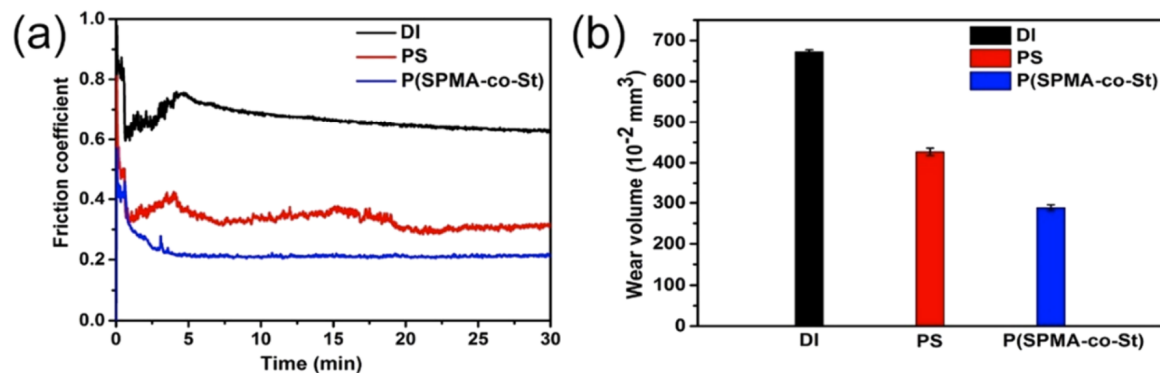 (a)
Friction coefficient
1.0
0.8
0.6
0.4
0.2
0.0
DI
PS
P(SPMA-co-St)
0 5 10 15 20 25 30
Time (min)
(b)
Wear volume (10⁻² mm³)
700
600
500
400
300
200
100
0
DI
PS
P(SPMA-co-St)
DI PS P(SPMA-co-St)